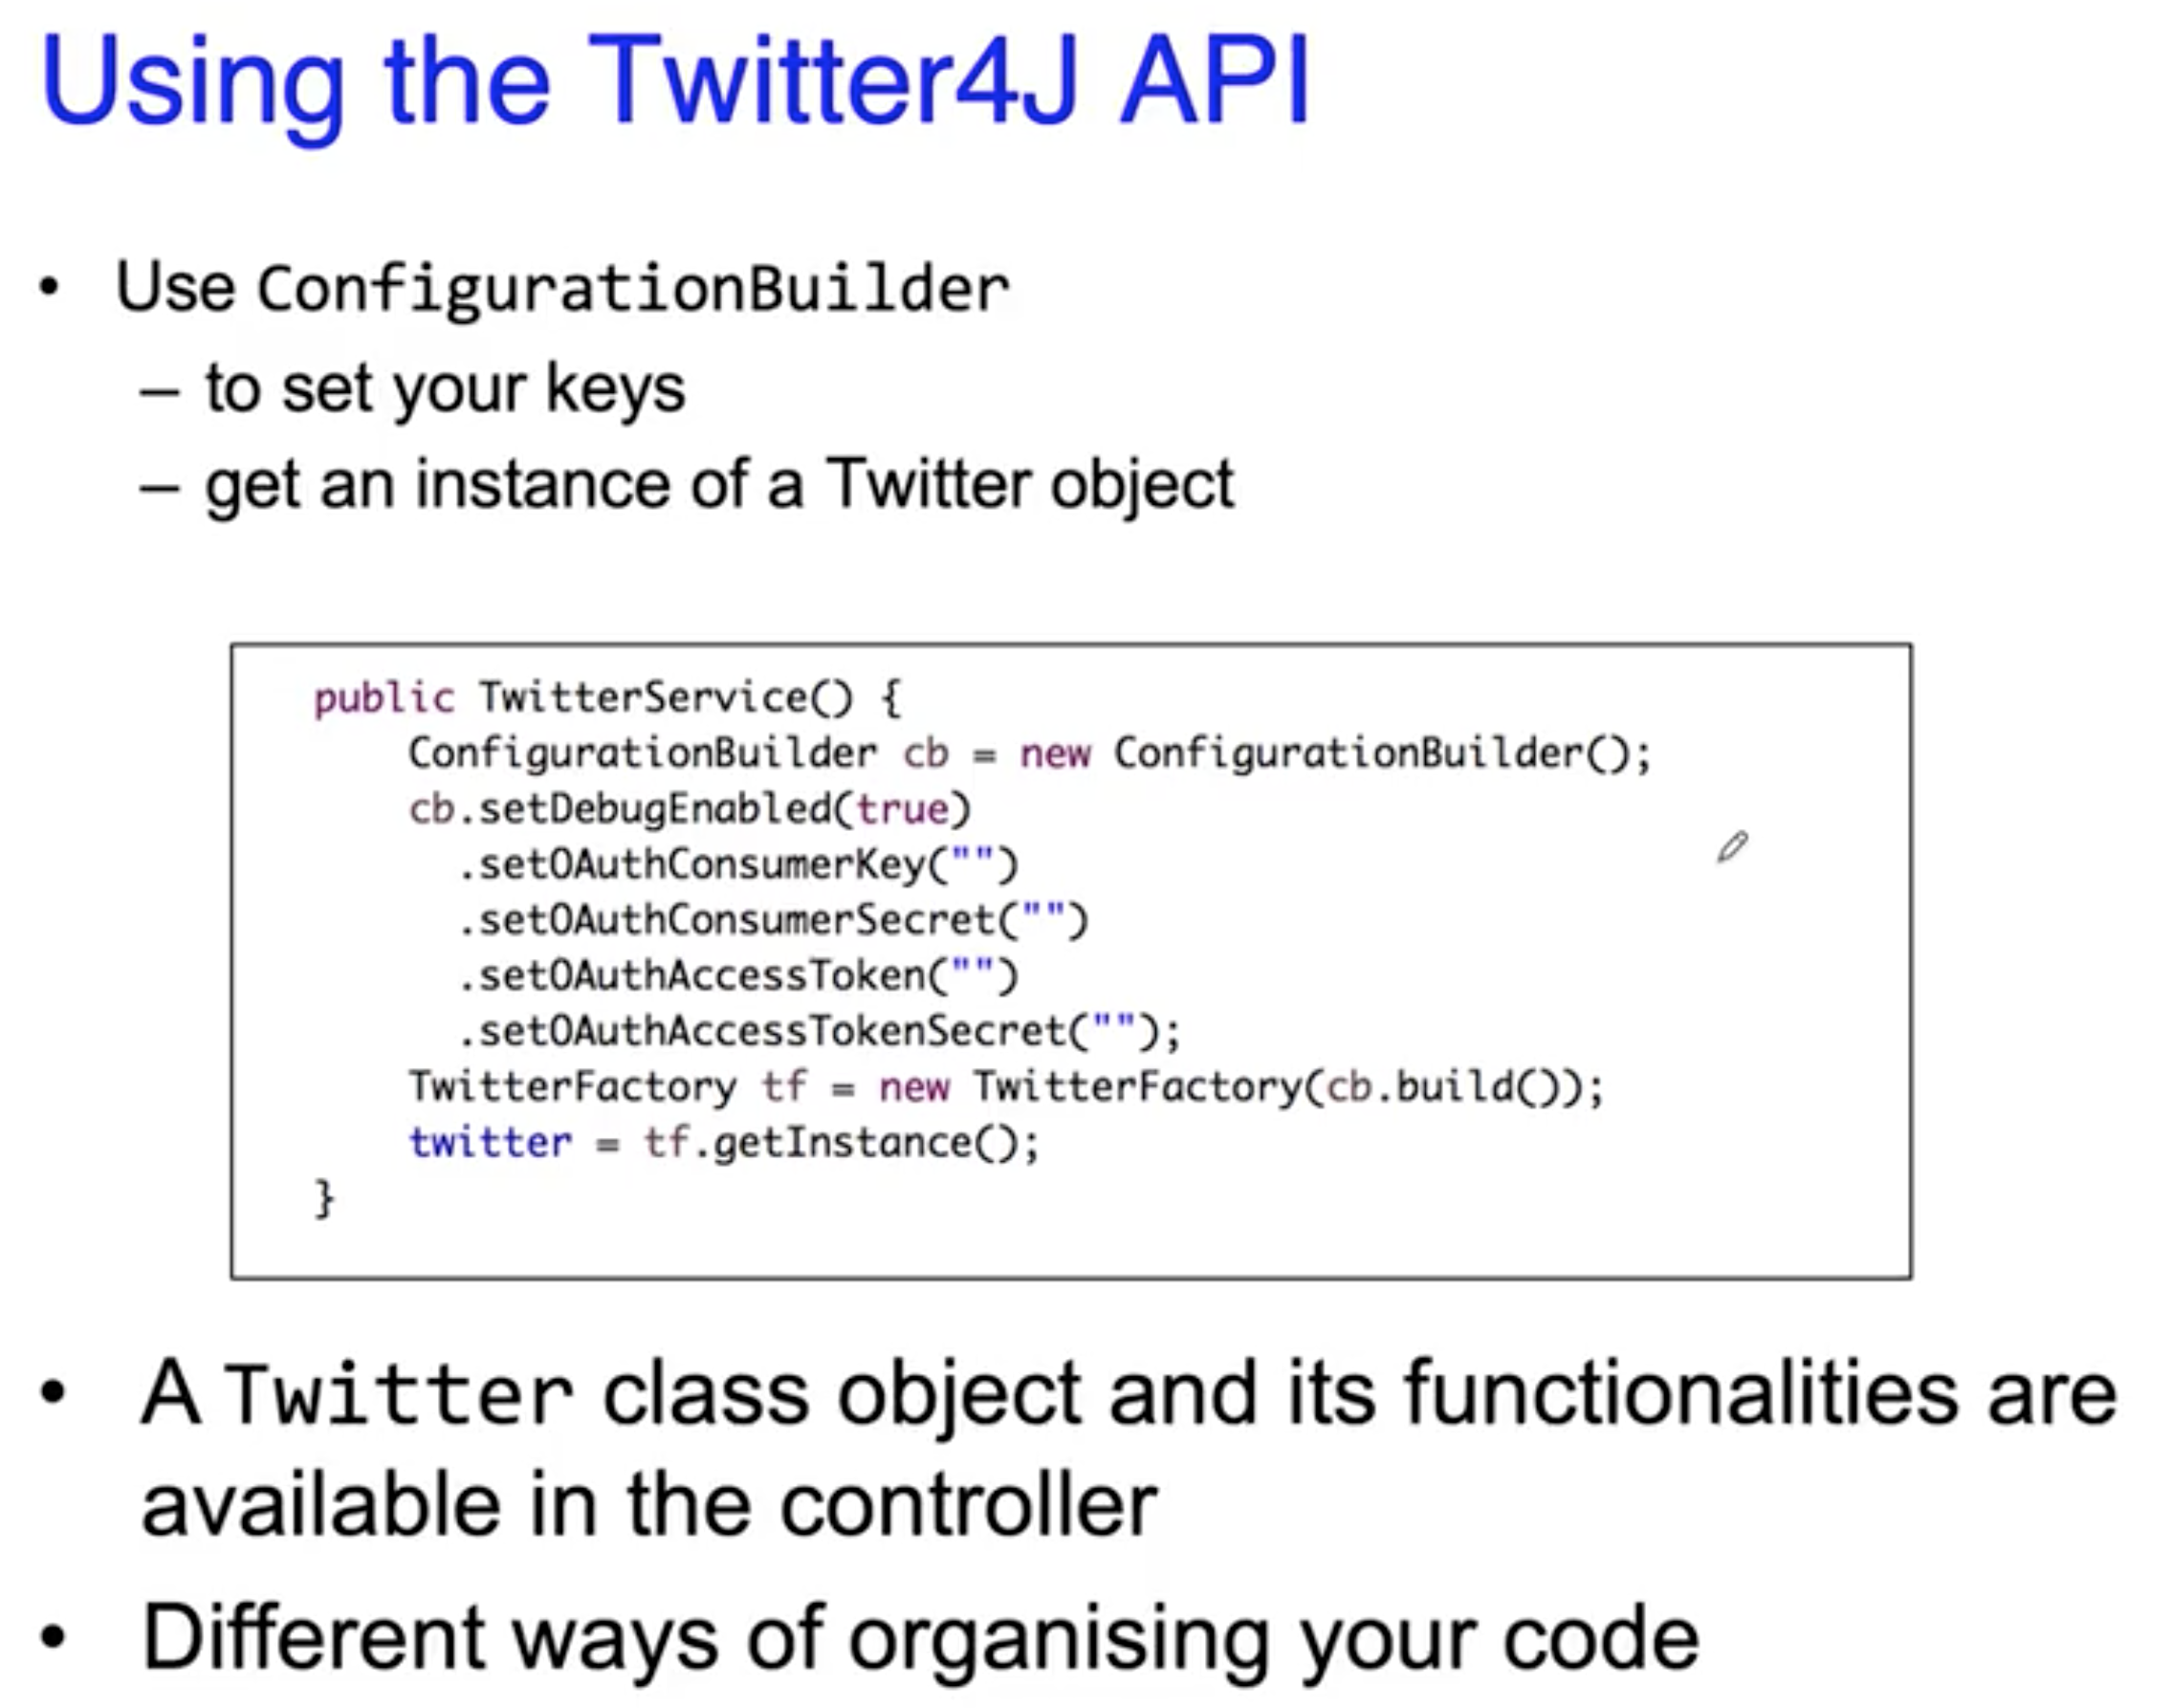 Using the Twitter4J API
• Use ConfigurationBuilder
– to set your keys
– get an instance of a Twitter object
public TwitterService() {
ConfigurationBuilder cb = new ConfigurationBuilder();
cb.setDebugEnabled(true)
.setOAuthConsumerKey("")
.setOAuthConsumerSecret("")
.setOAuthAccessToken("")
.setOAuthAccessTokenSecret("");
TwitterFactory tf = new TwitterFactory(cb.build());
twitter = tf.getInstance();
}
• A Twitter class object and its functionalities are
available in the controller
• Different ways of organising your code